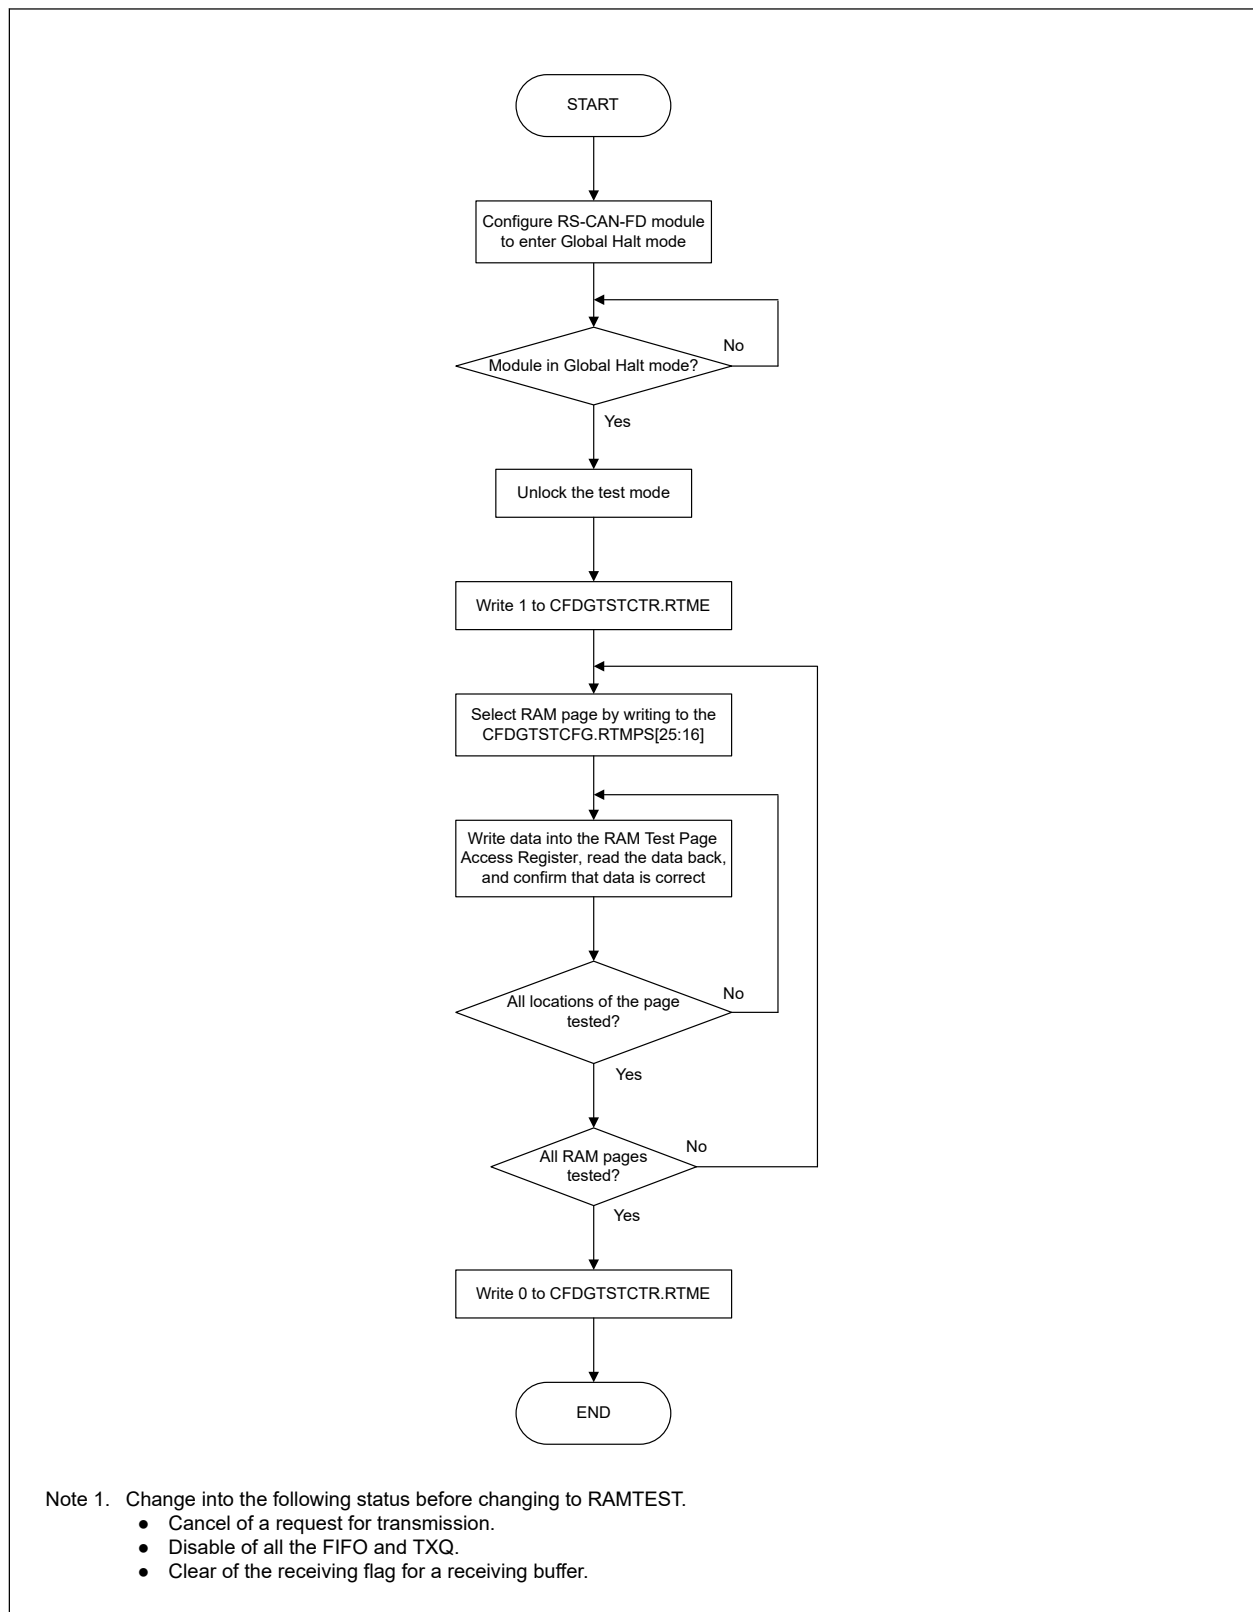 START
Configure RS-CAN-FD module
to enter Global Halt mode
No
Module in Global Halt mode?
Yes
Unlock the test mode
Write 1 to CFDGTSTCTR.RTME
Select RAM page by writing to the
CFDGTSTCFG.RTMPS[25:16]
Write data into the RAM Test Page
Access Register, read the data back,
and confirm that data is correct
No
All locations of the page
tested?
Yes
No
All RAM pages
tested?
Yes
Write 0 to CFDGTSTCTR.RTME
END
Note 1. Change into the following status before changing to RAMTEST.
● Cancel of a request for transmission.
● Disable of all the FIFO and TXQ.
● Clear of the receiving flag for a receiving buffer.